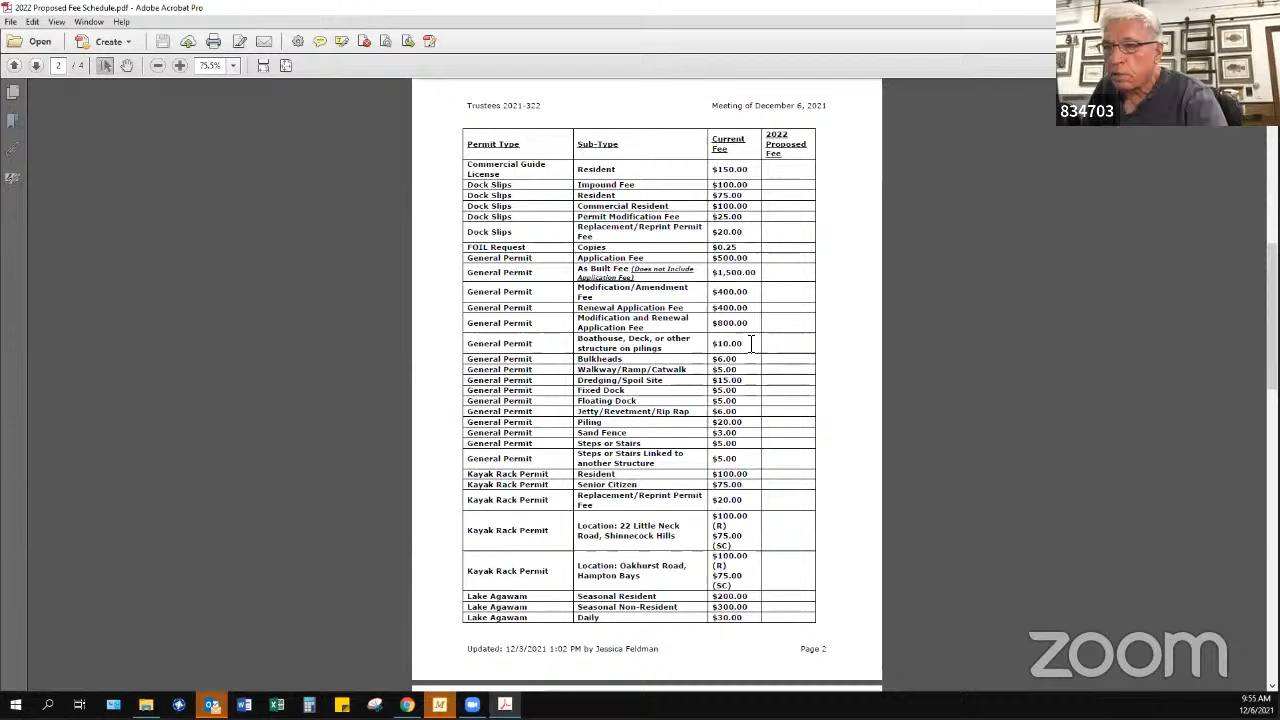 2022 Proposed Fee Schedule.pdf - Adobe Acrobat Pro
File Edit View Window Help
Open Create
2 / 4 75.5%
834703
Trustees 2021-322 Meeting of December 6, 2021
Permit Type Sub-Type Current Fee 2022 Proposed Fee
Commercial Guide License Resident $150.00
Dock Slips Impound Fee $100.00
Dock Slips Resident $75.00
Dock Slips Commercial Resident $100.00
Dock Slips Permit Modification Fee $25.00
Dock Slips Replacement/Reprint Permit Fee $20.00
FOIL Request Copies $0.25
General Permit Application Fee $500.00
General Permit As Built Fee (Does not Include Application Fee) $1,500.00
General Permit Modification/Amendment Fee $400.00
General Permit Renewal Application Fee $400.00
General Permit Modification and Renewal Application Fee $800.00
General Permit Boathouse, Deck, or other structure on pilings $10.00
General Permit Bulkheads $6.00
General Permit Walkway/Ramp/Catwalk $5.00
General Permit Dredging/Spoil Site $15.00
General Permit Fixed Dock $5.00
General Permit Floating Dock $5.00
General Permit Jetty/Revetment/Rip Rap $6.00
General Permit Piling $20.00
General Permit Sand Fence $3.00
General Permit Steps or Stairs $5.00
General Permit Steps or Stairs Linked to another Structure $5.00
Kayak Rack Permit Resident $100.00
Kayak Rack Permit Senior Citizen $75.00
Kayak Rack Permit Replacement/Reprint Permit Fee $20.00
Kayak Rack Permit Location: 22 Little Neck Road, Shinnecock Hills $100.00 (R) $75.00 (SC)
Kayak Rack Permit Location: Oakhurst Road, Hampton Bays $100.00 (R) $75.00 (SC)
Lake Agawam Seasonal Resident $200.00
Lake Agawam Seasonal Non-Resident $300.00
Lake Agawam Daily $30.00
Updated: 12/3/2021 1:02 PM by Jessica Feldman Page 2
zoom
9:55 AM
12/6/2021